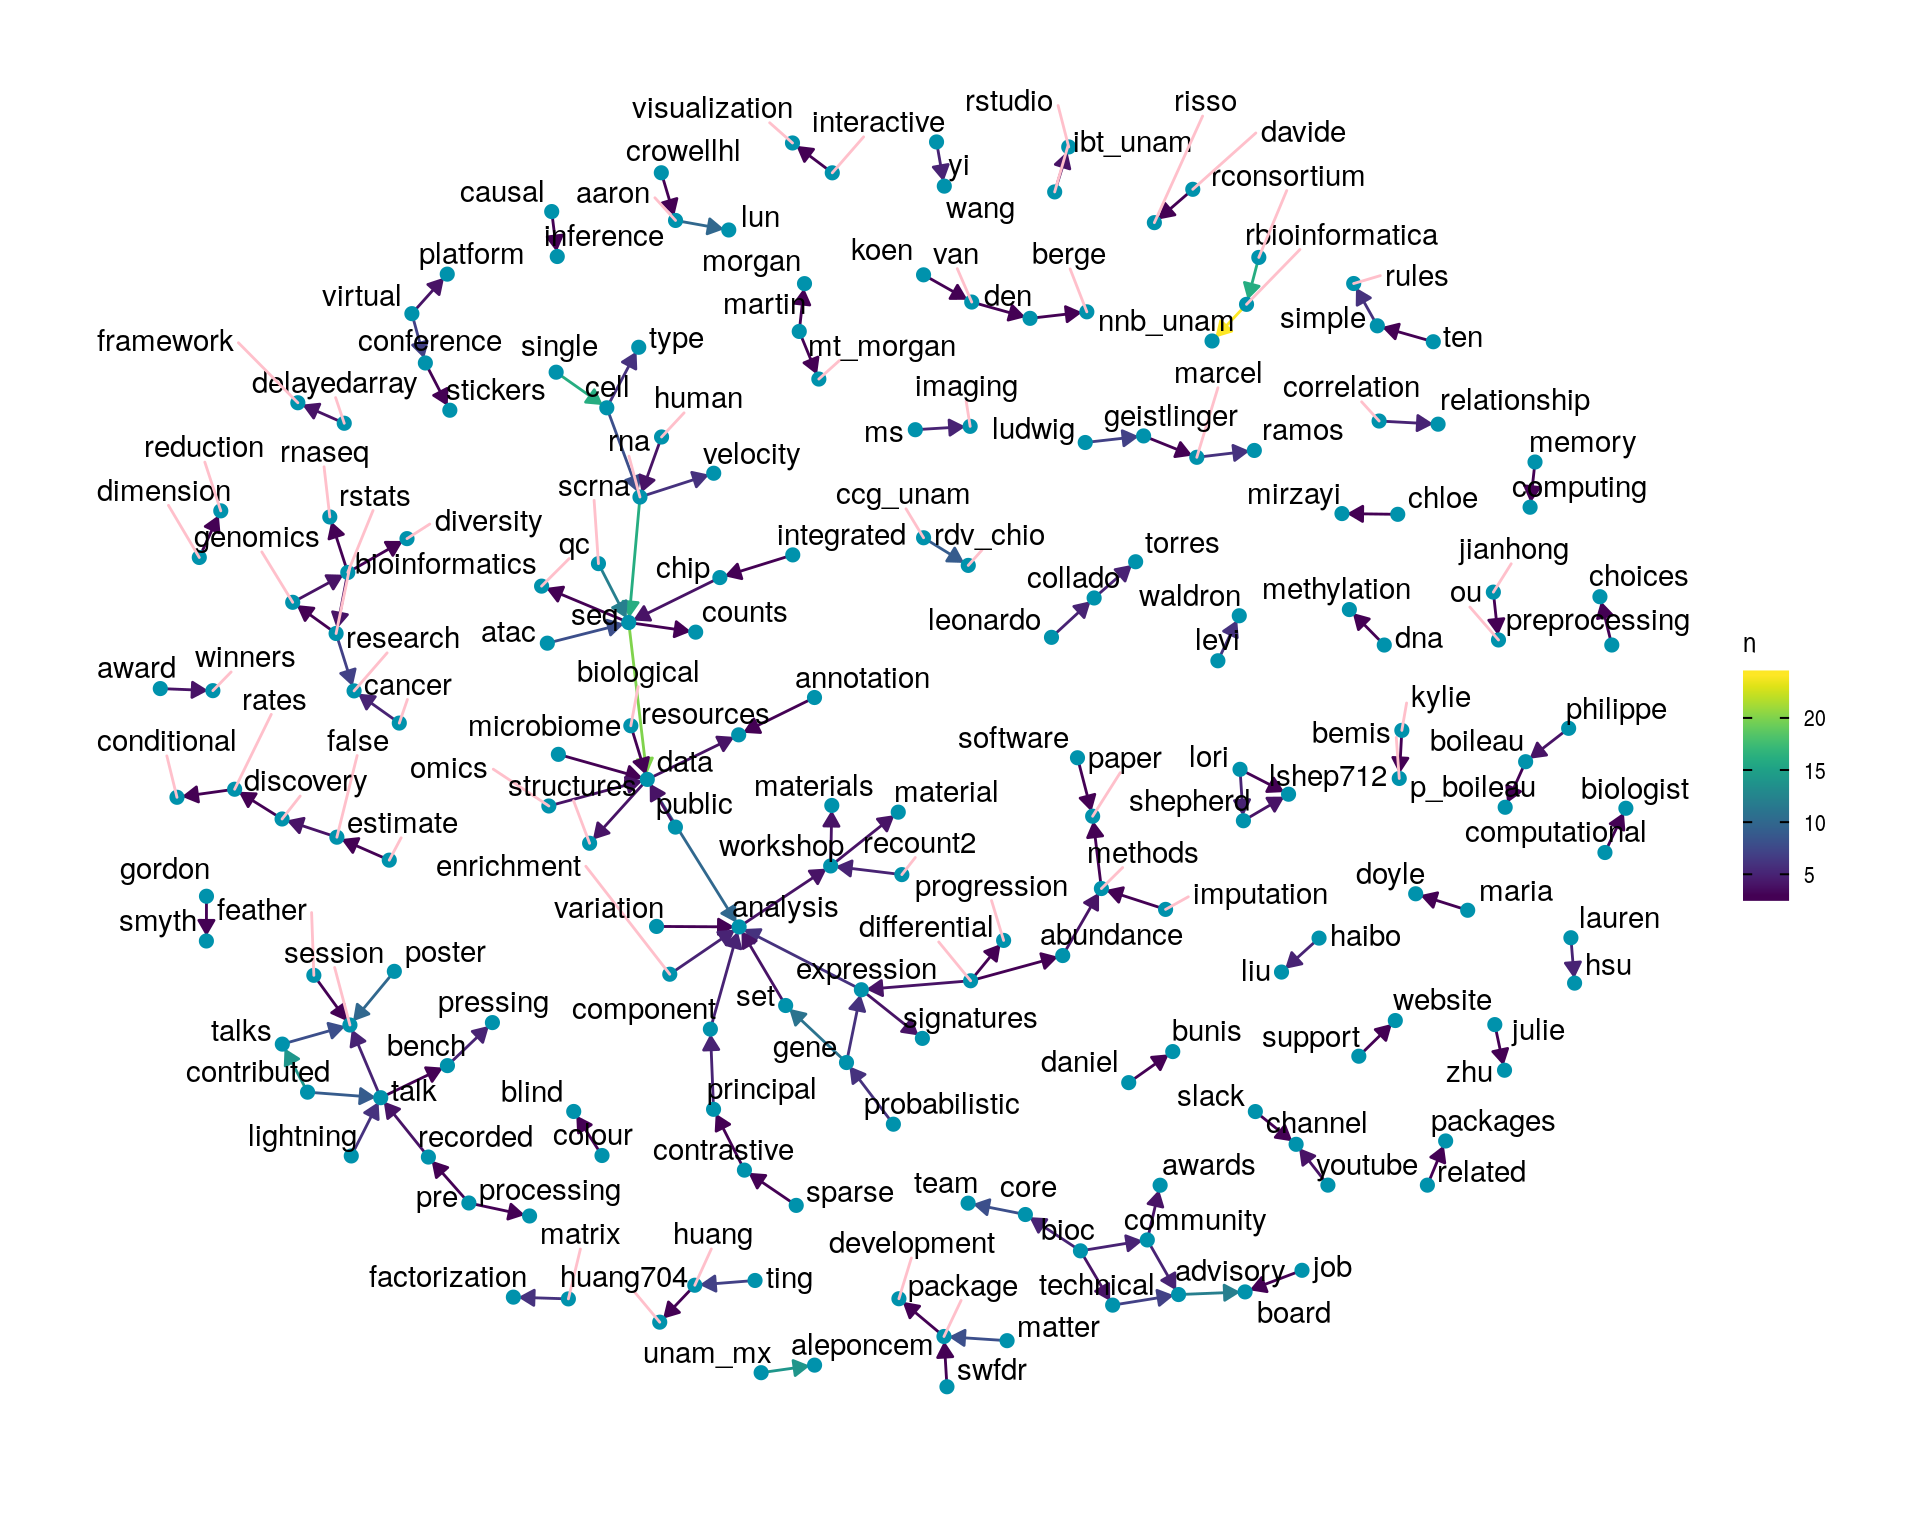 rstudio
risso
visualization
interactive
davide
crowellhl
ibt_unam
yi
rconsortium
causal
aaron
wang
lun
inference
rbioinformatica
platform
koen
van
berge
morgan
rules
virtual
den
martin
nnb_unam
simple
framework
conference
type
ten
single
mt_morgan
delayedarray
cell
marcel
stickers
imaging
correlation
human
relationship
geistlinger
reduction
rna
ms
ludwig
ramos
memory
rnaseq
velocity
dimension
scrna
rstats
ccg_unam
mirzayi
chloe
computing
diversity
genomics
qc
integrated
rdv_chio
torres
jianhong
bioinformatics
chip
collado
choices
waldron
methylation
ou
atac
seq
counts
leonardo
preprocessing
research
levi
dna
award
winners
biological
annotation
cancer
rates
kylie
microbiome
resources
philippe
conditional
false
software
bemis
boileau
omics
data
paper
lori
discovery
structures
materials
lshep712
p_boileau
biologist
public
material
shepherd
estimate
workshop
recount2
computational
gordon
enrichment
methods
doyle
progression
imputation
maria
feather
variation
analysis
smyth
differential
abundance
lauren
session
poster
haibo
expression
liu
hsu
pressing
component
set
website
talks
signatures
bunis
support
julie
bench
gene
daniel
contributed
blind
talk
principal
zhu
slack
probabilistic
channel
packages
lightning
recorded
colour
contrastive
awards
youtube
related
pre
processing
sparse
team
core
community
matrix
huang
development
bioc
factorization
huang704
ting
package
technical
advisory
job
board
unam_mx
aleponcem
matter
swfdr
n
20
15
10
5